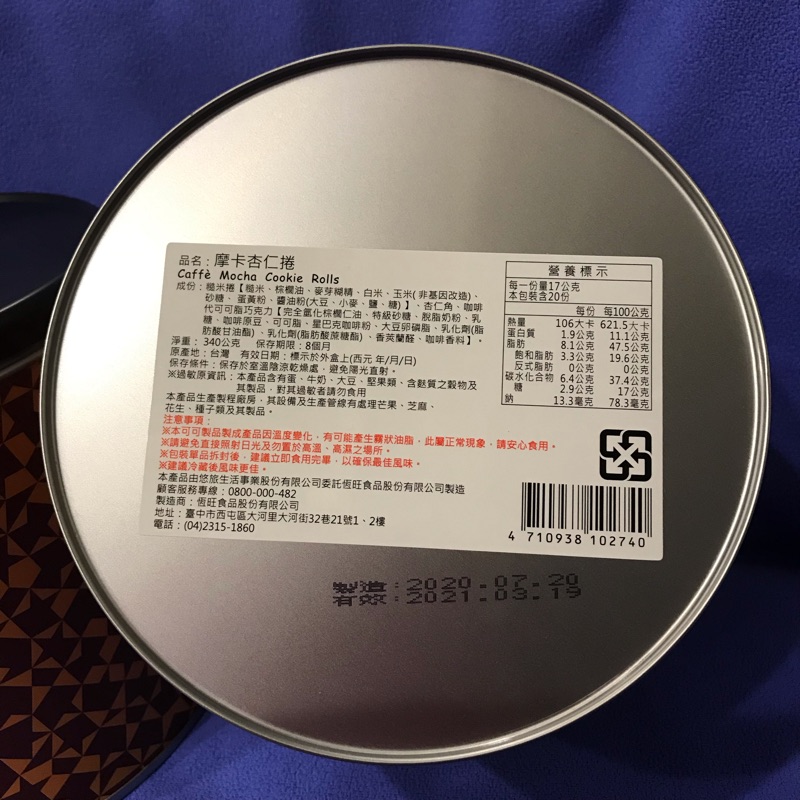 品名：摩卡杏仁捲
Caffè Mocha Cookie Rolls
成份：糙米捲【糙米、棕櫚油、麥芽糊精、白米、玉米(非基因改造)、
砂糖、蛋黃粉、醬油粉(大豆、小麥、鹽、糖)】、杏仁角、咖啡
代可可脂巧克力【完全氫化棕櫚仁油、特級砂糖、脫脂奶粉、乳
糖、咖啡原豆、可可脂、星巴克咖啡粉、大豆卵磷脂、乳化劑(脂
肪酸甘油酯)、乳化劑(脂肪酸蔗糖酯)、香莢蘭醛、咖啡香料】。
淨重：340公克 保存期限：8個月
原產地：台灣 有效日期：標示於外盒上(西元 年/月/日)
保存條件：保存於室溫陰涼乾燥處，避免陽光直射。
※過敏原資訊：本產品含有蛋、牛奶、大豆、堅果類、含麩質之穀物及
其製品，對其過敏者請勿食用
本產品生產製程廠房，其設備及生產管線有處理芒果、芝麻、
花生、種子類及其製品。
注意事項：
※本可可製品製成產品因溫度變化，有可能產生霧狀油脂，此屬正常現象，請安心食用。
※請避免直接照射日光及勿置於高溫、高濕之場所。
※包裝單品拆封後，建議立即食用完畢，以確保最佳風味。
※建議冷藏後風味更佳。
本產品由悠旅生活事業股份有限公司委託恆旺食品股份有限公司製造
顧客服務專線：0800-000-482
製造商：恆旺食品股份有限公司
地址：臺中市西屯區大河里大河街32巷21號1、2樓
電話：(04)2315-1860
營養標示
每一份量17公克
本包裝含20份
每份 每100公克
熱量 106大卡 621.5大卡
蛋白質 1.9公克 11.1公克
脂肪 8.1公克 47.5公克
飽和脂肪 3.3公克 19.6公克
反式脂肪 0公克 0公克
碳水化合物 6.4公克 37.4公克
糖 2.9公克 17公克
鈉 13.3毫克 78.3毫克
4 710938 102740
製造:2020.07.20
有效:2021.03.19